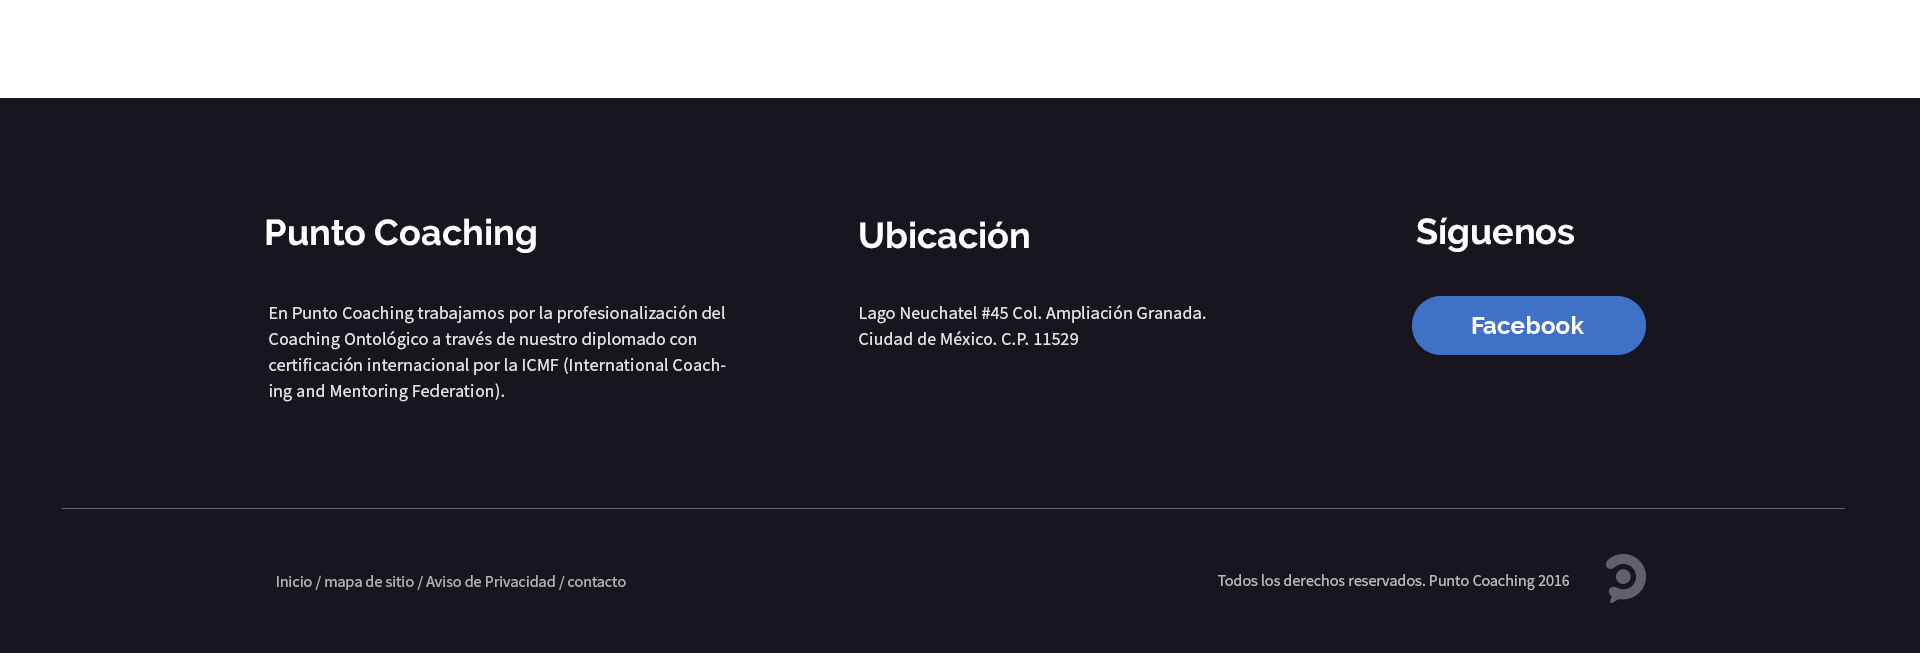 Punto Coaching
En Punto Coaching trabajamos por la profesionalización del
Coaching Ontológico a través de nuestro diplomado con
certificación internacional por la ICMF (International Coach-
ing and Mentoring Federation).
Ubicación
Lago Neuchatel #45 Col. Ampliación Granada.
Ciudad de México. C.P. 11529
Síguenos
Facebook
Inicio / mapa de sitio / Aviso de Privacidad / contacto
Todos los derechos reservados. Punto Coaching 2016